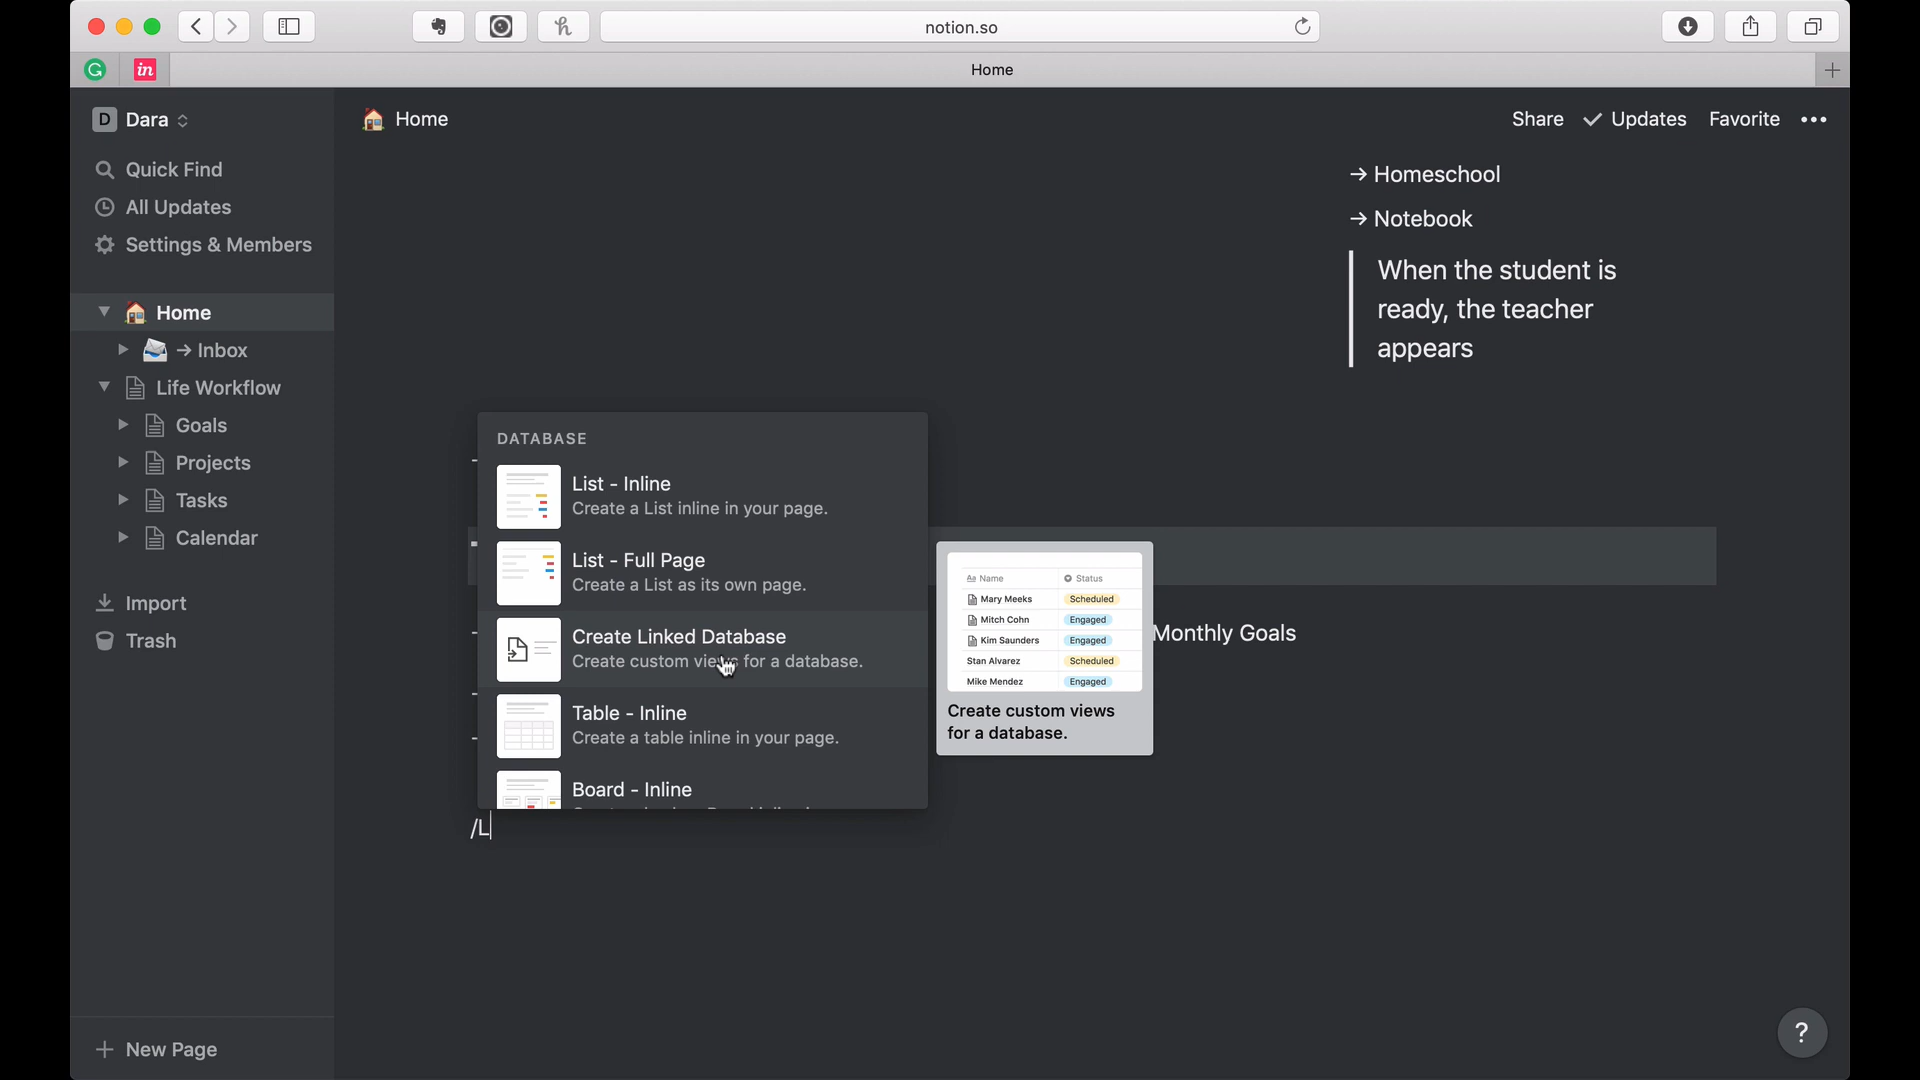 notion.so
G
in
Home
D Dara
Quick Find
All Updates
Settings & Members
Home
→ Inbox
Life Workflow
Goals
Projects
Tasks
Calendar
Import
Trash
New Page
Home
Share
Updates
Favorite
→ Homeschool
→ Notebook
When the student is
ready, the teacher
appears
DATABASE
List - Inline
Create a List inline in your page.
List - Full Page
Create a List as its own page.
Create Linked Database
Create custom views for a database.
Table - Inline
Create a table inline in your page.
Board - Inline
/L
Aa Name
Status
Mary Meeks
Scheduled
Mitch Cohn
Engaged
Kim Saunders
Engaged
Stan Alvarez
Scheduled
Mike Mendez
Engaged
Create custom views
for a database.
Monthly Goals
?